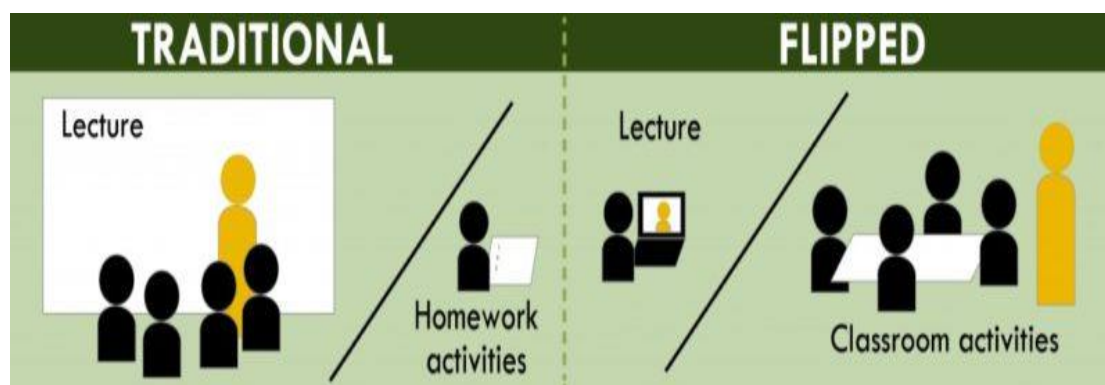 TRADITIONAL
Lecture
Homework
activities
FLIPPED
Lecture
Classroom activities